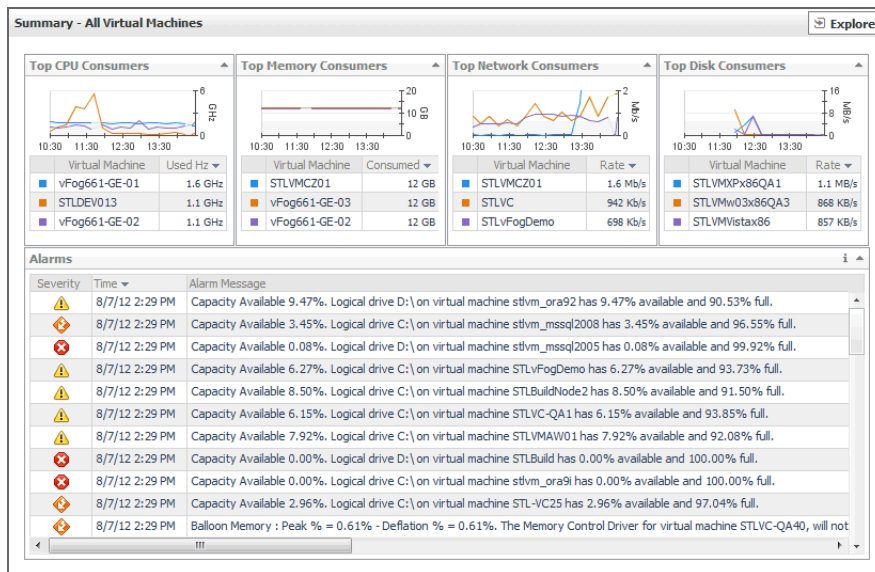 Summary - All Virtual Machines
Explore
Top CPU Consumers
6
GHz
0
10:30 11:30 12:30 13:30
Virtual Machine Used Hz
vFog661-GE-01 1.6 GHz
STLDEV013 1.1 GHz
vFog661-GE-02 1.1 GHz
Top Memory Consumers
20
10
GB
0
10:30 11:30 12:30 13:30
Virtual Machine Consumed
STLVMCZ01 12 GB
vFog661-GE-03 12 GB
vFog661-GE-02 12 GB
Top Network Consumers
2
Mb/s
0
10:30 11:30 12:30 13:30
Virtual Machine Rate
STLVMCZ01 1.6 Mb/s
STLVC 942 Kb/s
STLvFogDemo 698 Kb/s
Top Disk Consumers
16
8
MB/s
0
10:30 11:30 12:30 13:30
Virtual Machine Rate
STLVMXPx86QA1 1.1 MB/s
STLVMw03x86QA3 868 KB/s
STLVMVistax86 857 KB/s
Alarms
Severity Time Alarm Message
8/7/12 2:29 PM Capacity Available 9.47%. Logical drive D:\ on virtual machine stlvm_ora92 has 9.47% available and 90.53% full.
8/7/12 2:29 PM Capacity Available 3.45%. Logical drive C:\ on virtual machine stlvm_mssql2008 has 3.45% available and 96.55% full.
8/7/12 2:29 PM Capacity Available 0.08%. Logical drive D:\ on virtual machine stlvm_mssql2005 has 0.08% available and 99.92% full.
8/7/12 2:29 PM Capacity Available 6.27%. Logical drive C:\ on virtual machine STLvFogDemo has 6.27% available and 93.73% full.
8/7/12 2:29 PM Capacity Available 8.50%. Logical drive C:\ on virtual machine STLBuildNode2 has 8.50% available and 91.50% full.
8/7/12 2:29 PM Capacity Available 6.15%. Logical drive C:\ on virtual machine STLVC-QA1 has 6.15% available and 93.85% full.
8/7/12 2:29 PM Capacity Available 7.92%. Logical drive C:\ on virtual machine STLVMAW01 has 7.92% available and 92.08% full.
8/7/12 2:29 PM Capacity Available 0.00%. Logical drive D:\ on virtual machine STLBuild has 0.00% available and 100.00% full.
8/7/12 2:29 PM Capacity Available 0.00%. Logical drive C:\ on virtual machine stlvm_ora9i has 0.00% available and 100.00% full.
8/7/12 2:29 PM Capacity Available 2.96%. Logical drive C:\ on virtual machine STL-VC25 has 2.96% available and 97.04% full.
8/7/12 2:29 PM Balloon Memory : Peak % = 0.61% - Deflation % = 0.61%. The Memory Control Driver for virtual machine STLVC-QA40, will not